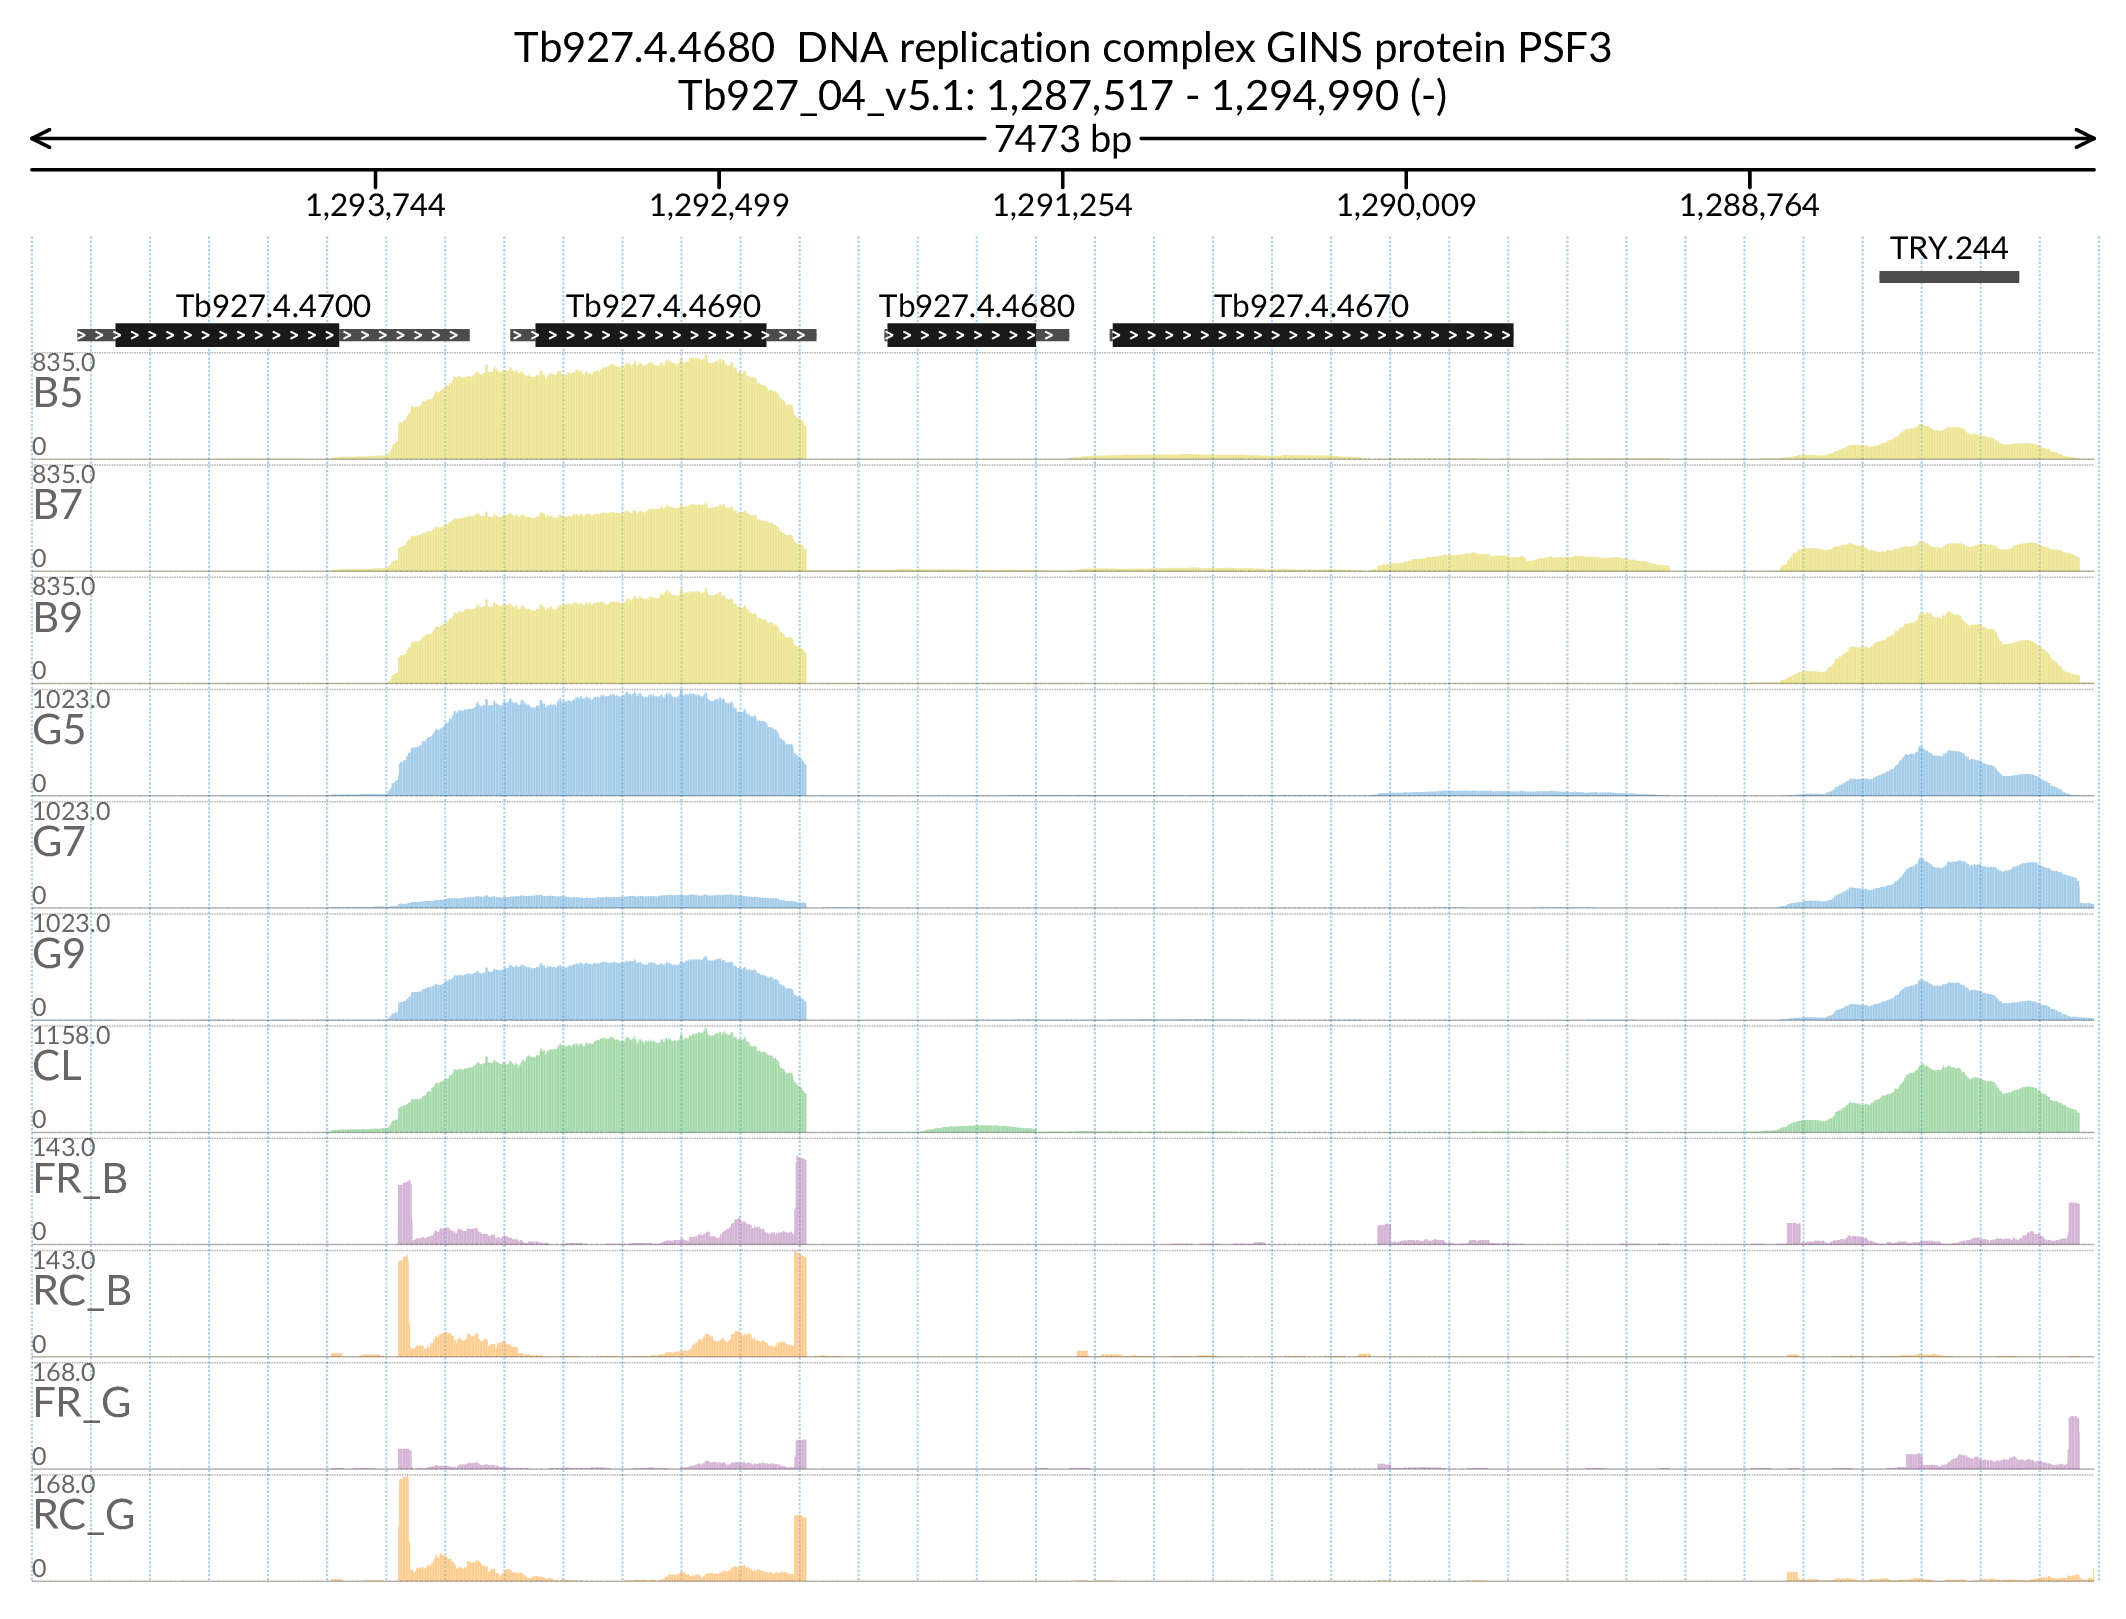 Tb927.4.4680  DNA replication complex GINS protein PSF3
Tb927_04_v5.1: 1,287,517 - 1,294,990 (-)
7473 bp
1,293,744 1,292,499 1,291,254 1,290,009 1,288,764
TRY.244
Tb927.4.4700 Tb927.4.4690 Tb927.4.4680 Tb927.4.4670
835.0
B5
0
835.0
B7
0
835.0
B9
0
1023.0
G5
0
1023.0
G7
0
1023.0
G9
0
1158.0
CL
0
143.0
FR_B
0
143.0
RC_B
0
168.0
FR_G
0
168.0
RC_G
0